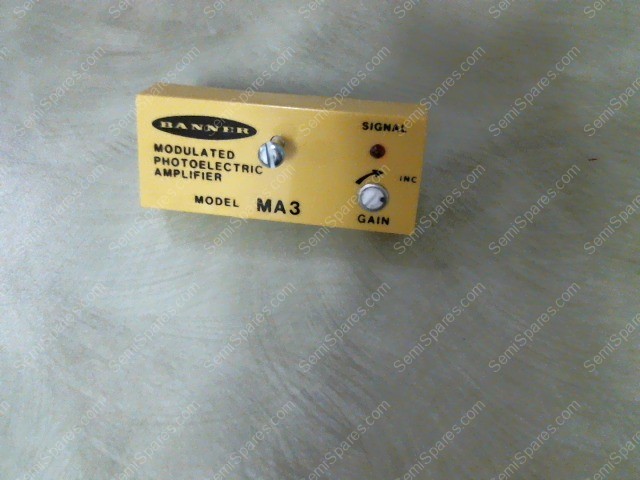 BANNER
MODULATED
PHOTOELECTRIC
AMPLIFIER
MODEL MA3
SIGNAL
INC
GAIN
SemiSpares.com